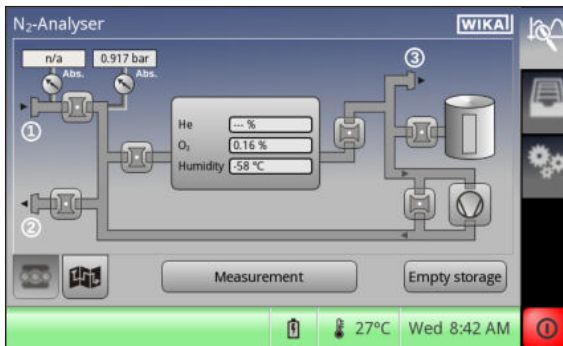 N₂-Analyser
WIKA
n/a
0.917 bar
Abs.
Abs.
3
1
He
--- %
O₂
0.16 %
Humidity
-58 °C
2
Measurement
Empty storage
27°C
Wed 8:42 AM